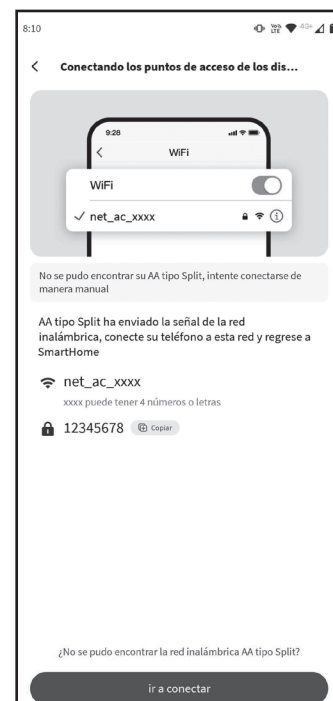 8:10
VoLTE 4G+
Conectando los puntos de acceso de los dis...
9:28
WiFi
WiFi
net_ac_xxxx
No se pudo encontrar su AA tipo Split, intente conectarse de
manera manual
AA tipo Split ha enviado la señal de la red
inalámbrica, conecte su teléfono a esta red y regrese a
SmartHome
net_ac_xxxx
xxxx puede tener 4 números o letras
12345678 Copiar
¿No se pudo encontrar la red inalámbrica AA tipo Split?
ir a conectar